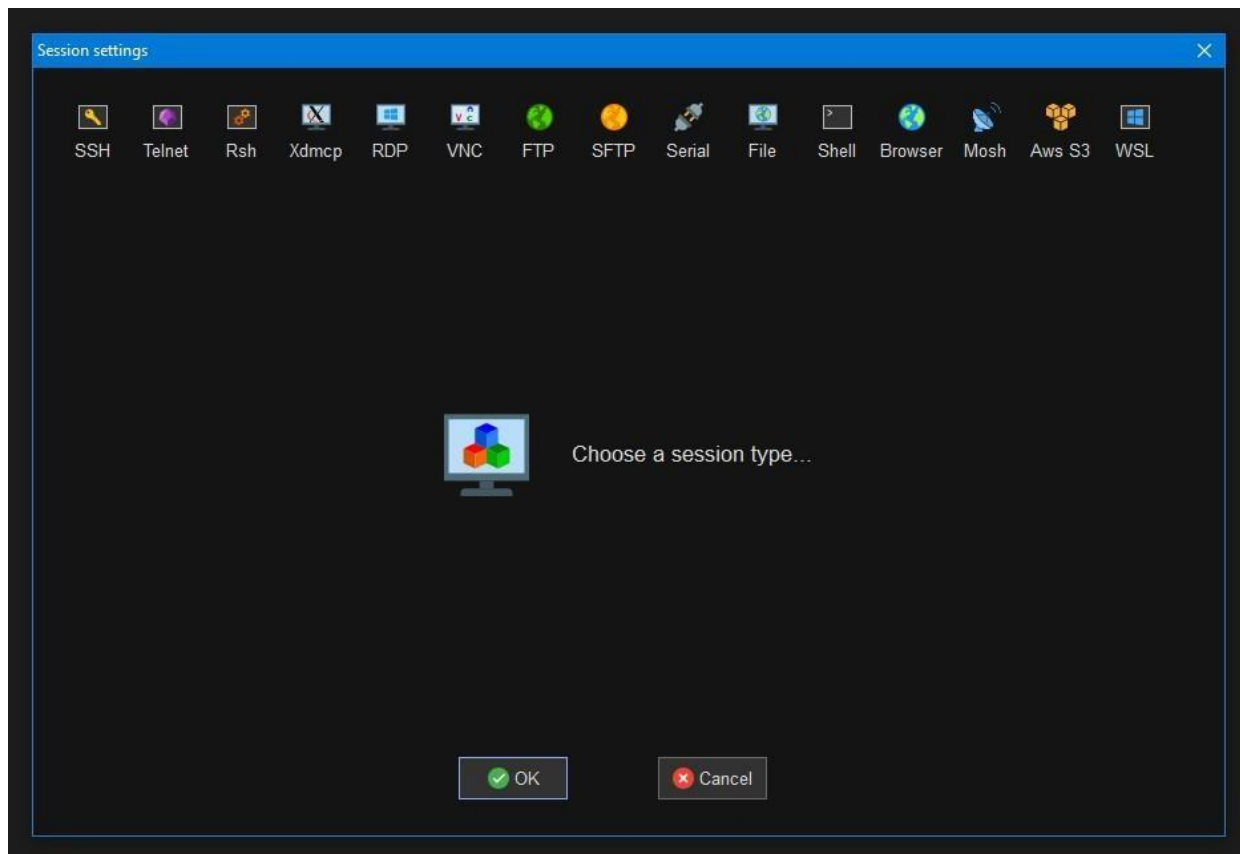 Session settings
SSH Telnet Rsh Xdmcp RDP VNC FTP SFTP Serial File Shell Browser Mosh Aws S3 WSL
Choose a session type...
OK Cancel